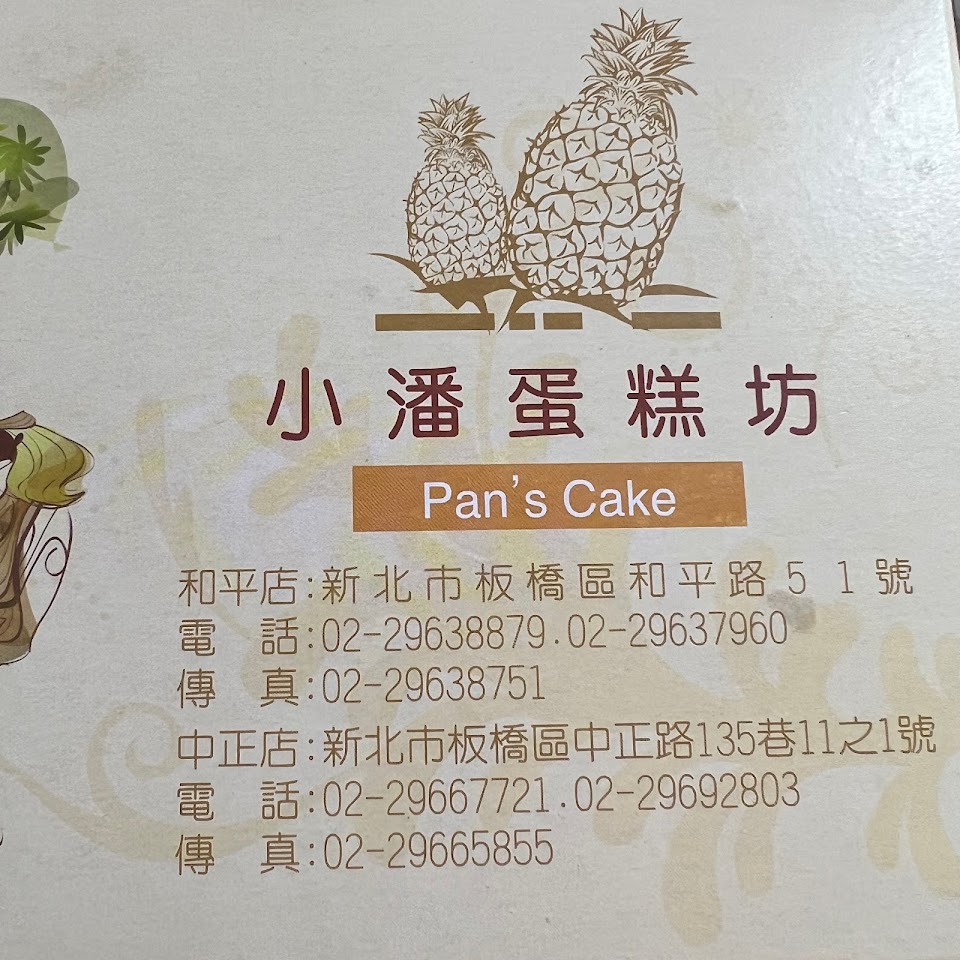 小潘蛋糕坊
Pan's Cake
和平店:新北市板橋區和平路51號
電 話:02-29638879.02-29637960
傳 真:02-29638751
中正店:新北市板橋區中正路135巷11之1號
電 話:02-29667721.02-29692803
傳 真:02-29665855